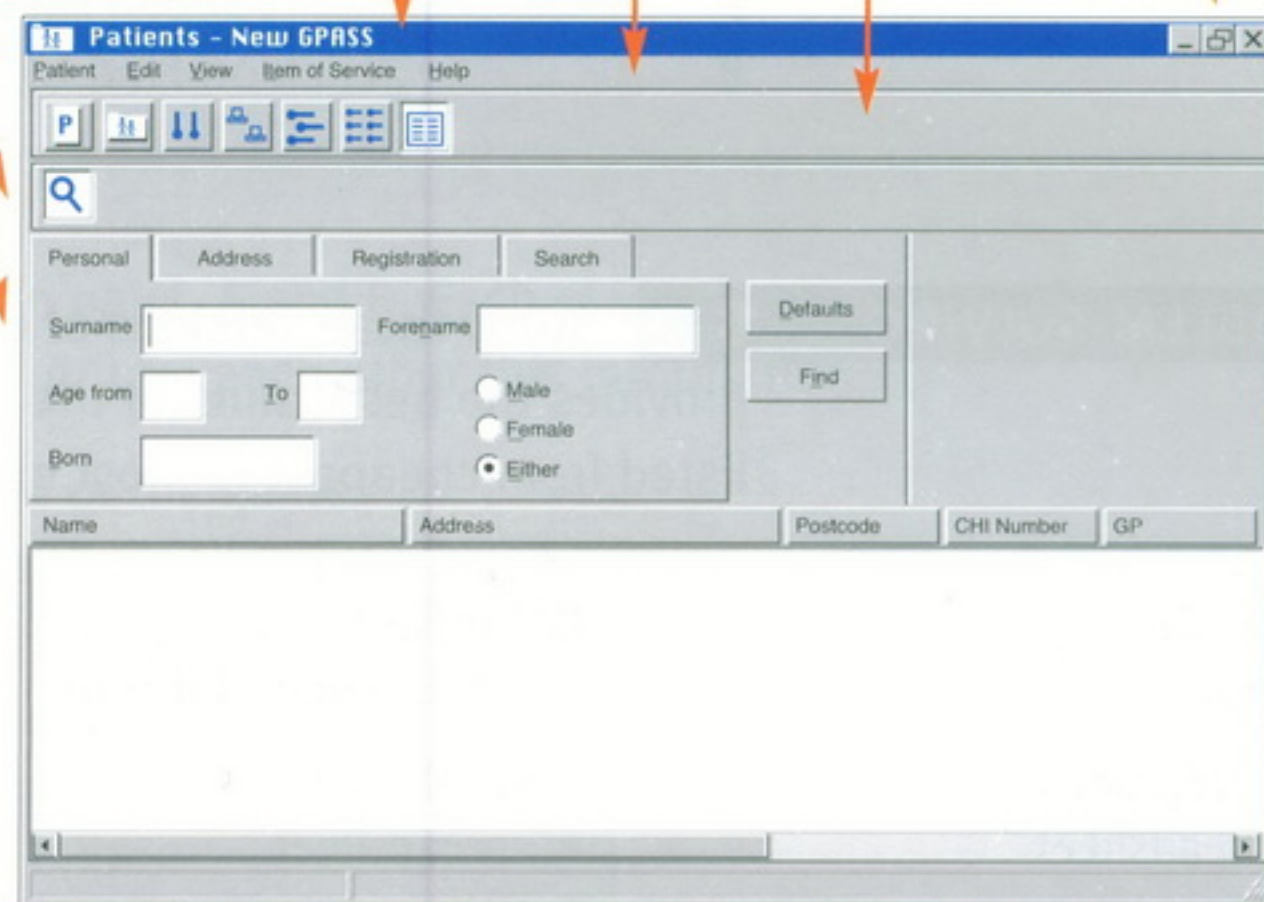 Patients - New GPASS
Patient Edit View Item of Service Help
P
Personal Address Registration Search
Surname Forename Defaults
Age from To Male Find
Female
Born Either
Name Address Postcode CHI Number GP